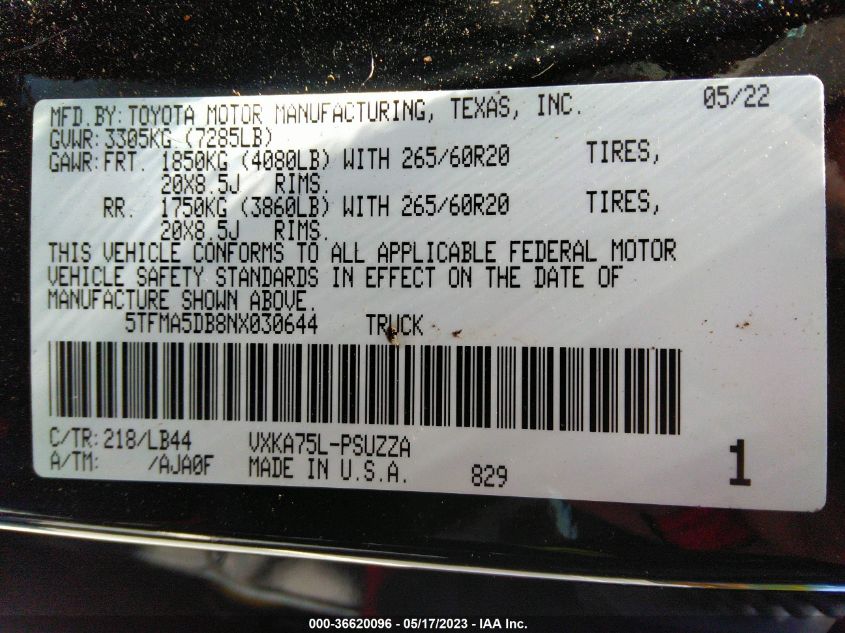 MFD.BY:TOYOTA MOTOR MANUFACTURING, TEXAS, INC. 05/22
GVWR:3305KG (7285LB)
GAWR:FRT. 1850KG (4080LB) WITH 265/60R20 TIRES,
20X8.5J RIMS.
RR. 1750KG (3860LB) WITH 265/60R20 TIRES,
20X8.5J RIMS.
THIS VEHICLE CONFORMS TO ALL APPLICABLE FEDERAL MOTOR
VEHICLE SAFETY STANDARDS IN EFFECT ON THE DATE OF
MANUFACTURE SHOWN ABOVE.
5TFMA5DB8NX030644 TRUCK
C/TR:218/LB44 VXKA75L-PSUZZA
A/TM: /AJA0F MADE IN U.S.A. 829 1
000-36620096 - 05/17/2023 - IAA Inc.